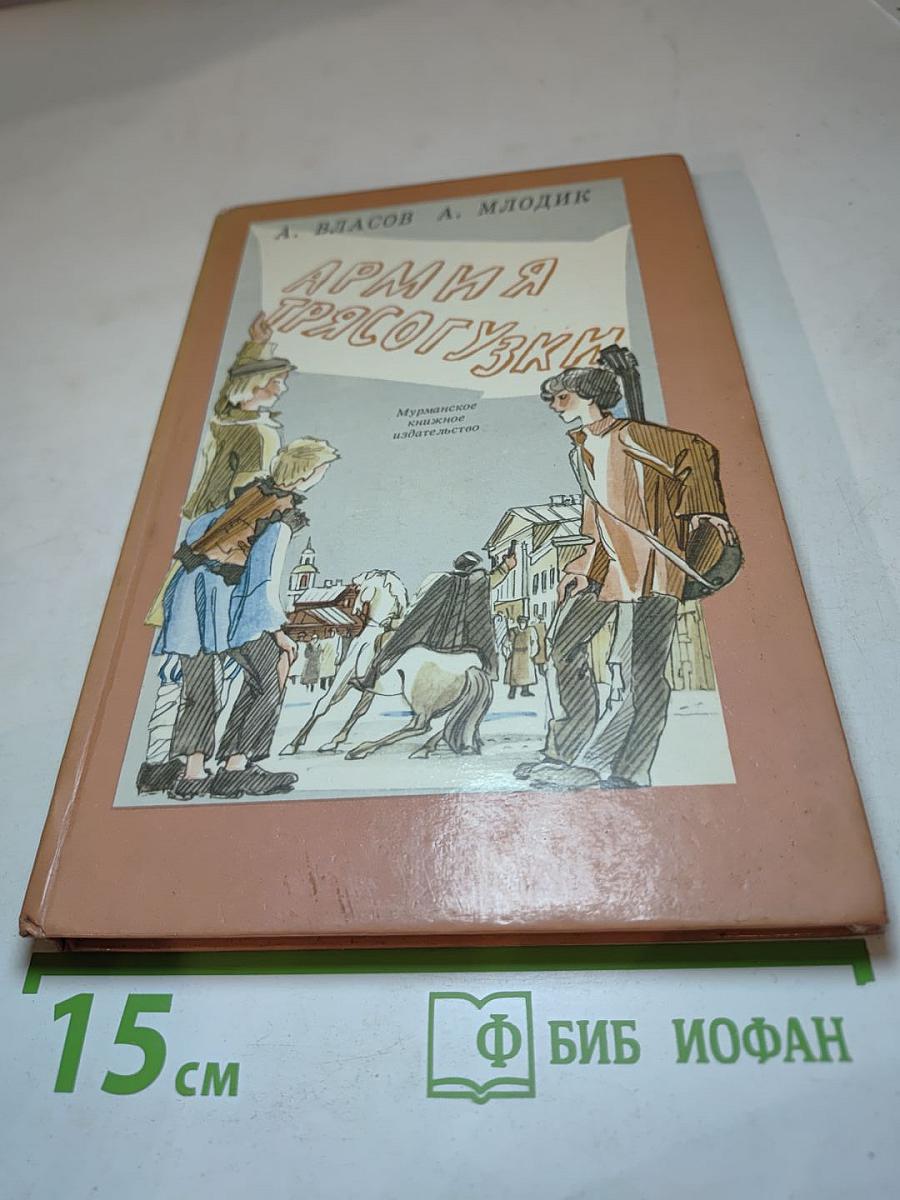 А. ВЛАСОВ А. МЛОДИК
АРМИЯ
ТРЯСОГУЗКИ
Мурманское
книжное
издательство
15 см
Ф БИБ ИОФАН